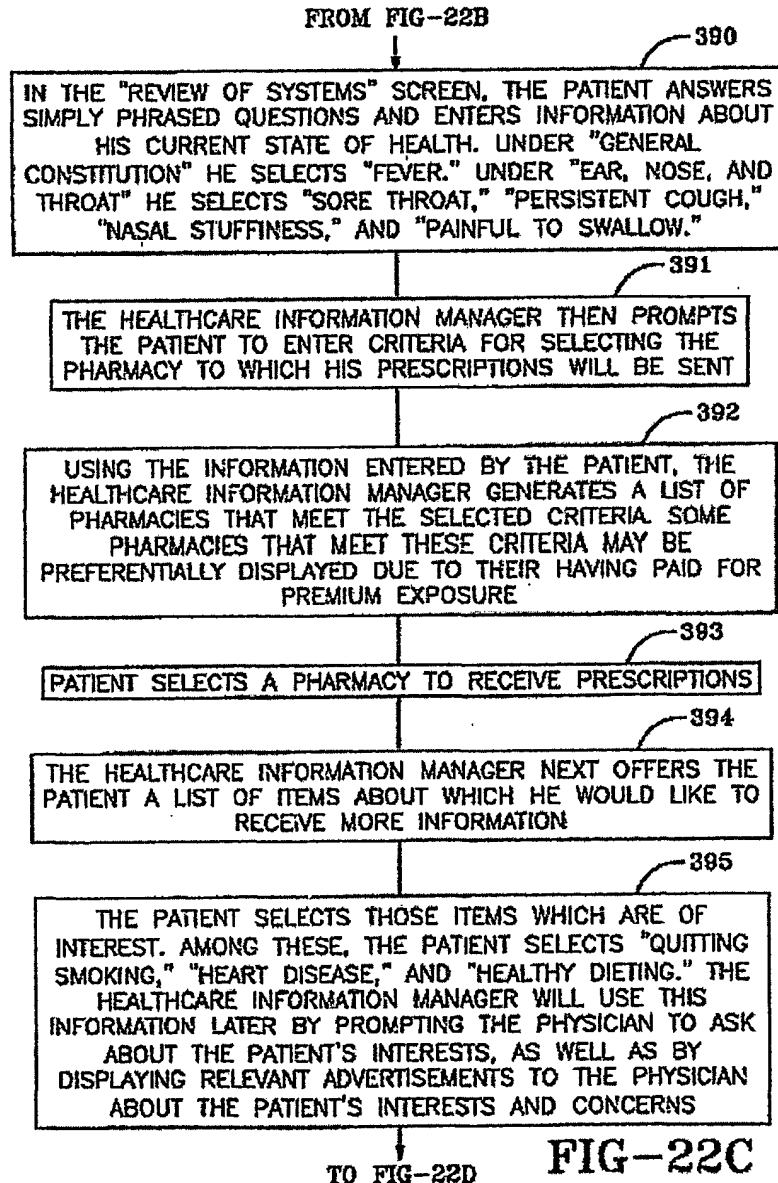 FROM FIG-22B
390
IN THE "REVIEW OF SYSTEMS" SCREEN, THE PATIENT ANSWERS
SIMPLY PHRASED QUESTIONS AND ENTERS INFORMATION ABOUT
HIS CURRENT STATE OF HEALTH. UNDER "GENERAL
CONSTITUTION" HE SELECTS "FEVER." UNDER "EAR, NOSE, AND
THROAT" HE SELECTS "SORE THROAT," "PERSISTENT COUGH,"
"NASAL STUFFINESS," AND "PAINFUL TO SWALLOW."
391
THE HEALTHCARE INFORMATION MANAGER THEN PROMPTS
THE PATIENT TO ENTER CRITERIA FOR SELECTING THE
PHARMACY TO WHICH HIS PRESCRIPTIONS WILL BE SENT
392
USING THE INFORMATION ENTERED BY THE PATIENT, THE
HEALTHCARE INFORMATION MANAGER GENERATES A LIST OF
PHARMACIES THAT MEET THE SELECTED CRITERIA. SOME
PHARMACIES THAT MEET THESE CRITERIA MAY BE
PREFERENTIALLY DISPLAYED DUE TO THEIR HAVING PAID FOR
PREMIUM EXPOSURE
393
PATIENT SELECTS A PHARMACY TO RECEIVE PRESCRIPTIONS
394
THE HEALTHCARE INFORMATION MANAGER NEXT OFFERS THE
PATIENT A LIST OF ITEMS ABOUT WHICH HE WOULD LIKE TO
RECEIVE MORE INFORMATION
395
THE PATIENT SELECTS THOSE ITEMS WHICH ARE OF
INTEREST. AMONG THESE, THE PATIENT SELECTS "QUITTING
SMOKING," "HEART DISEASE," AND "HEALTHY DIETING." THE
HEALTHCARE INFORMATION MANAGER WILL USE THIS
INFORMATION LATER BY PROMPTING THE PHYSICIAN TO ASK
ABOUT THE PATIENT'S INTERESTS, AS WELL AS BY
DISPLAYING RELEVANT ADVERTISEMENTS TO THE PHYSICIAN
ABOUT THE PATIENT'S INTERESTS AND CONCERNS
TO FIG-22D
FIG-22C